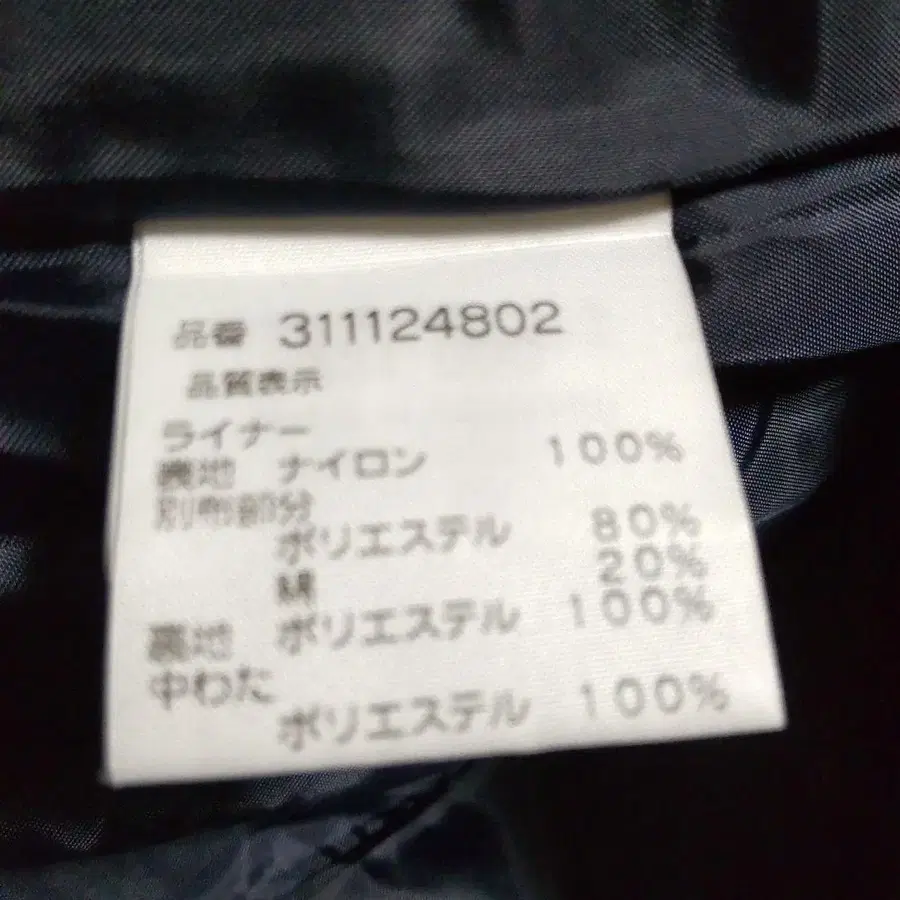 品番 311124802
品質表示
ライナー
表地 ナイロン 100%
別布部分
ポリエステル 80%
綿 20%
裏地 ポリエステル 100%
中わた
ポリエステル 100%